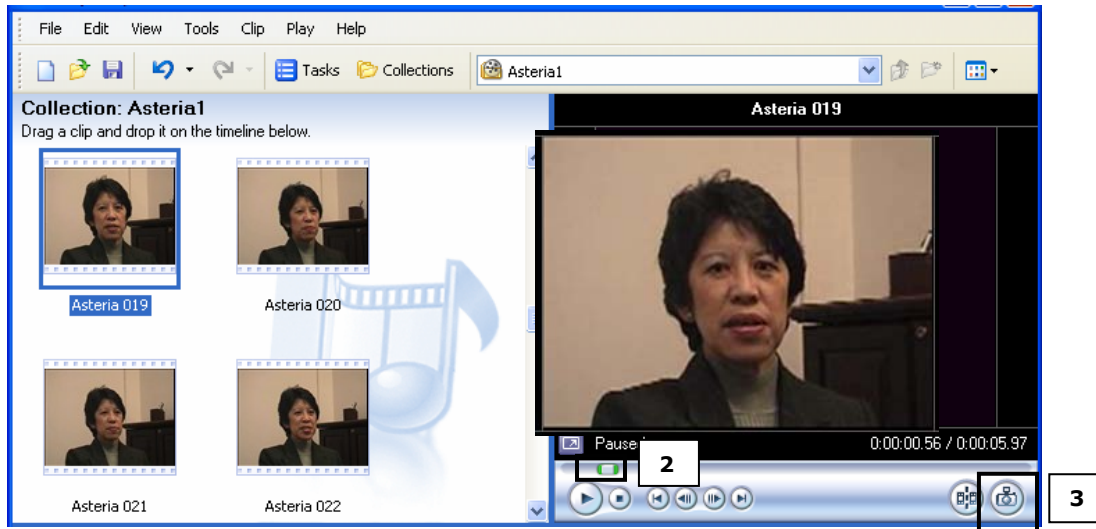 File Edit View Tools Clip Play Help
Tasks Collections Asteria1
Collection: Asteria1
Drag a clip and drop it on the timeline below.
Asteria 019
Asteria 020
Asteria 021
Asteria 022
Asteria 019
0:00:00.56 / 0:00:05.97
2
3